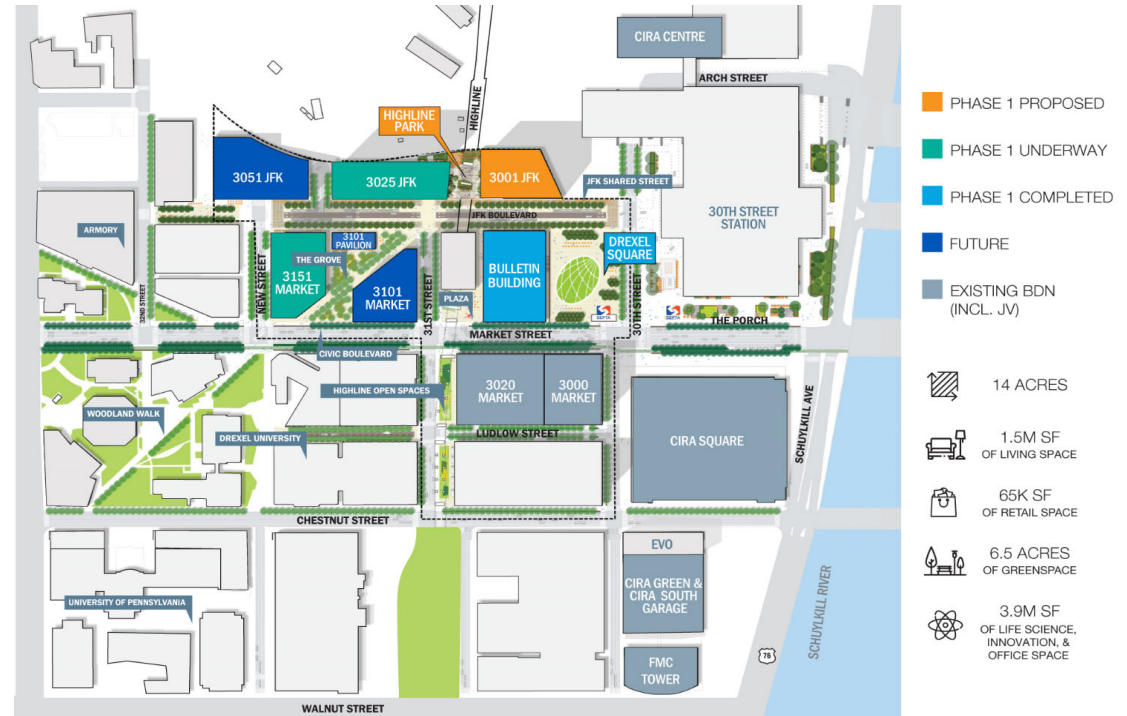 CIRA CENTRE
ARCH STREET
HIGHLINE
HIGHLINE
PARK
3051 JFK
3025 JFK
3001 JFK
JFK SHARED STREET
JFK BOULEVARD
30TH STREET
STATION
ARMORY
3101
PAVILION
THE GROVE
3151
MARKET
3101
MARKET
NEW STREET
32ND STREET
31ST STREET
PLAZA
BULLETIN
BUILDING
DREXEL
SQUARE
SEPTA
SEPTA
30TH STREET
THE PORCH
MARKET STREET
CIVIC BOULEVARD
HIGHLINE OPEN SPACES
3020
MARKET
3000
MARKET
CIRA SQUARE
SCHUYLKILL AVE
WOODLAND WALK
DREXEL UNIVERSITY
LUDLOW STREET
CHESTNUT STREET
EVO
CIRA GREEN &
CIRA SOUTH
GARAGE
UNIVERSITY OF PENNSYLVANIA
FMC
TOWER
76
SCHUYLKILL RIVER
WALNUT STREET
PHASE 1 PROPOSED
PHASE 1 UNDERWAY
PHASE 1 COMPLETED
FUTURE
EXISTING BDN
(INCL. JV)
14 ACRES
1.5M SF
OF LIVING SPACE
65K SF
OF RETAIL SPACE
6.5 ACRES
OF GREENSPACE
3.9M SF
OF LIFE SCIENCE,
INNOVATION, &
OFFICE SPACE